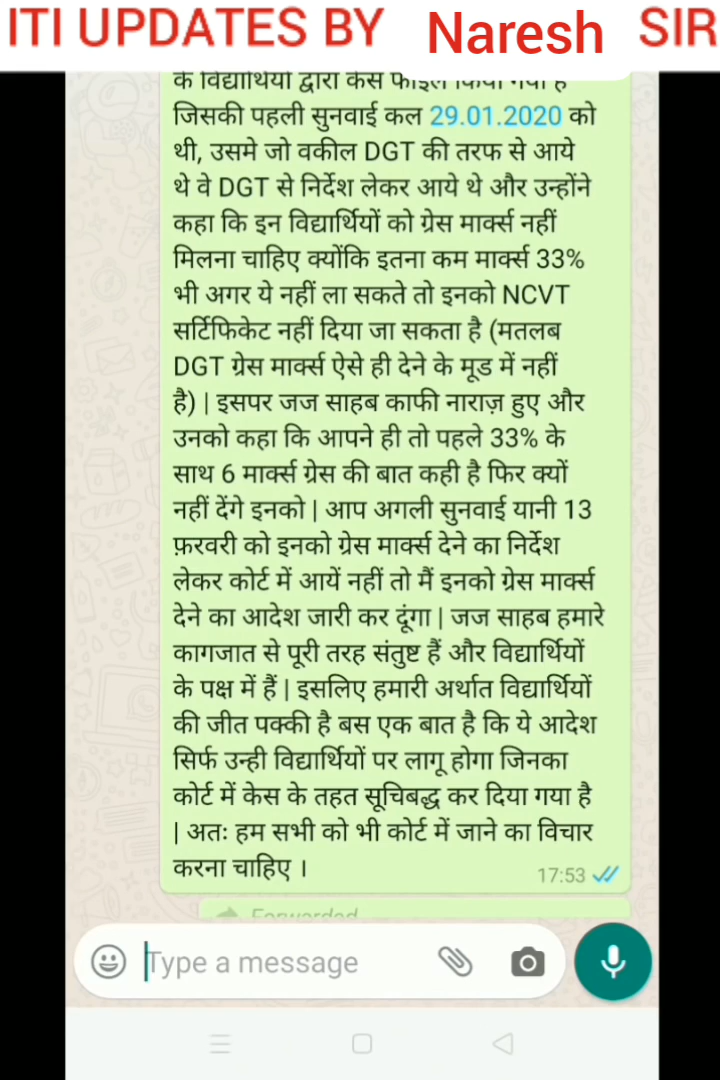 ITI UPDATES BY Naresh SIR
के विद्यार्थियों द्वारा केस फाइल किया गया है
जिसकी पहली सुनवाई कल 29.01.2020 को
थी, उसमे जो वकील DGT की तरफ से आये
थे वे DGT से निर्देश लेकर आये थे और उन्होंने
कहा कि इन विद्यार्थियों को ग्रेस मार्क्स नहीं
मिलना चाहिए क्योंकि इतना कम मार्क्स 33%
भी अगर ये नहीं ला सकते तो इनको NCVT
सर्टिफिकेट नहीं दिया जा सकता है (मतलब
DGT ग्रेस मार्क्स ऐसे ही देने के मूड में नहीं
है) | इसपर जज साहब काफी नाराज़ हुए और
उनको कहा कि आपने ही तो पहले 33% के
साथ 6 मार्क्स ग्रेस की बात कही है फिर क्यों
नहीं देंगे इनको | आप अगली सुनवाई यानी 13
फ़रवरी को इनको ग्रेस मार्क्स देने का निर्देश
लेकर कोर्ट में आयें नहीं तो मैं इनको ग्रेस मार्क्स
देने का आदेश जारी कर दूंगा | जज साहब हमारे
कागजात से पूरी तरह संतुष्ट हैं और विद्यार्थियों
के पक्ष में हैं | इसलिए हमारी अर्थात विद्यार्थियों
की जीत पक्की है बस एक बात है कि ये आदेश
सिर्फ उन्ही विद्यार्थियों पर लागू होगा जिनका
कोर्ट में केस के तहत सूचिबद्ध कर दिया गया है
| अतः हम सभी को भी कोर्ट में जाने का विचार
करना चाहिए ।
17:53
Forwarded
Type a message